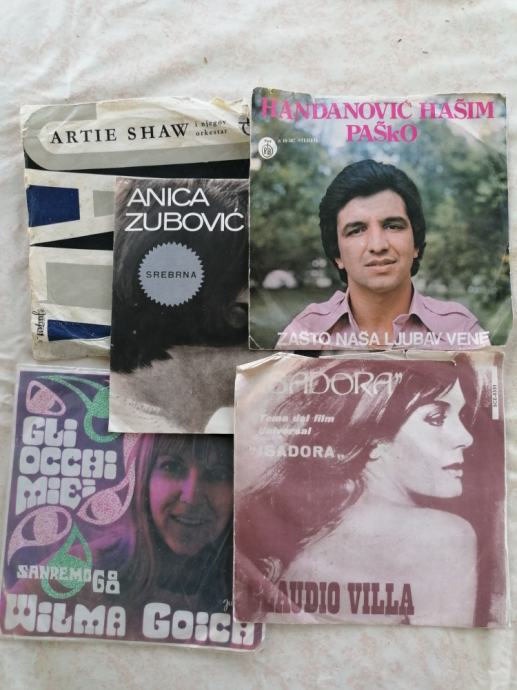 ARTIE SHAW
i njegov
orkestar
HANDANOVIĆ HAŠIM
PAŠKO
ZAŠTO NAŠA LJUBAV VENE
ANICA
ZUBOVIĆ
SREBRNA
GLI
OCCHI
MIEI
SANREMO 68
WILMA GOICH
"ISADORA"
Tema del film
Universal
"ISADORA„
CLAUDIO VILLA